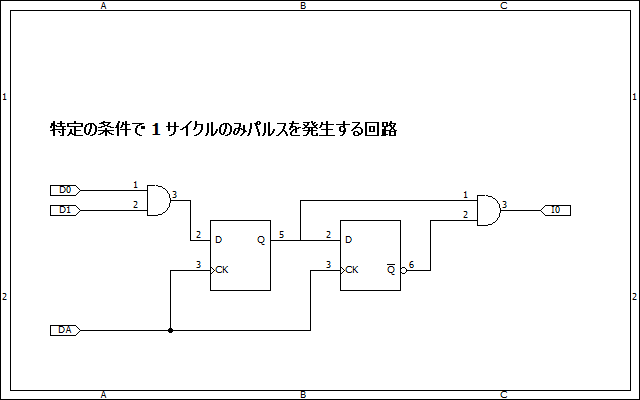 A B C
1 1
特定の条件で 1 サイクルのみパルスを発生する回路
D0 1 3 1
D1 2 2 3 I0
2 D Q 5 2 D
3 CK 3 CK Q 6
2 2
DA
A B C